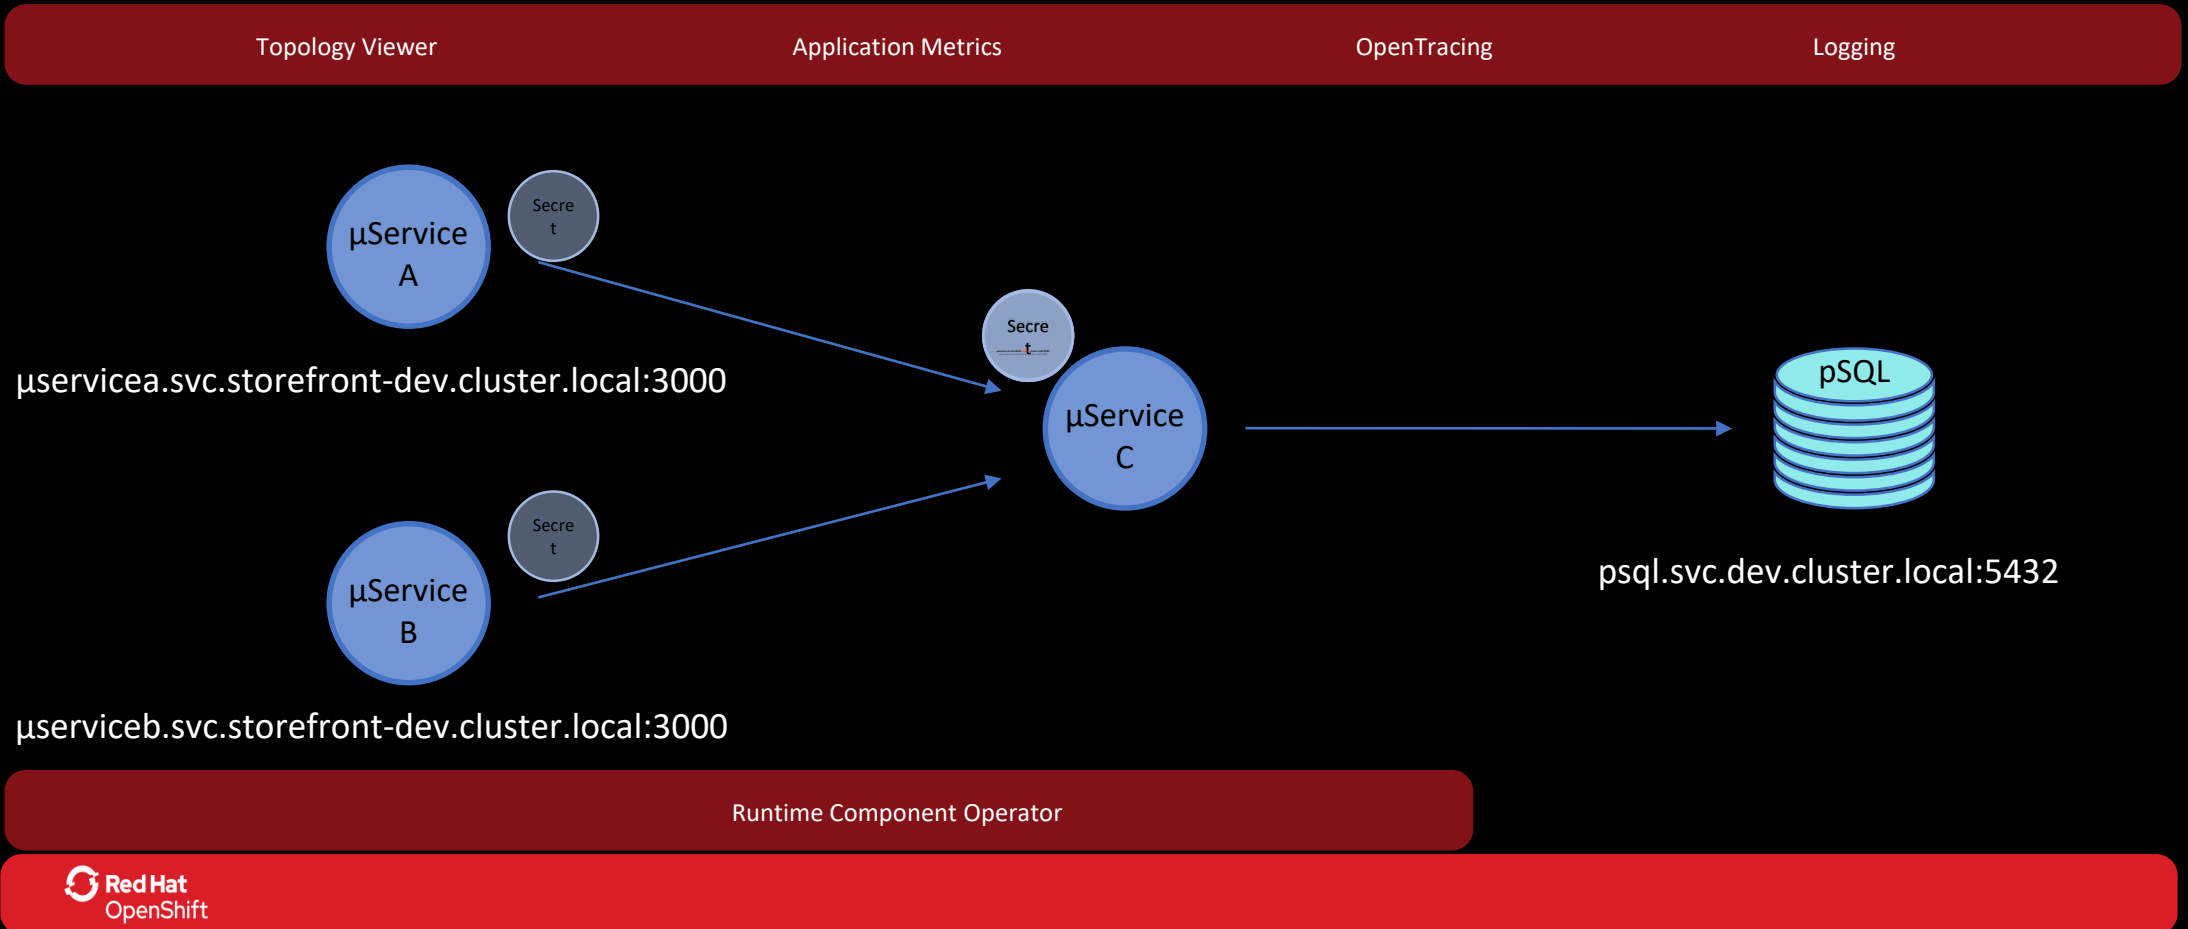 Topology Viewer
Application Metrics
OpenTracing
Logging
µService
A
Secre
t
µservicea.svc.storefront-dev.cluster.local:3000
Secre
t
µService
C
pSQL
psql.svc.dev.cluster.local:5432
Secre
t
µService
B
µserviceb.svc.storefront-dev.cluster.local:3000
Runtime Component Operator
Red Hat
OpenShift